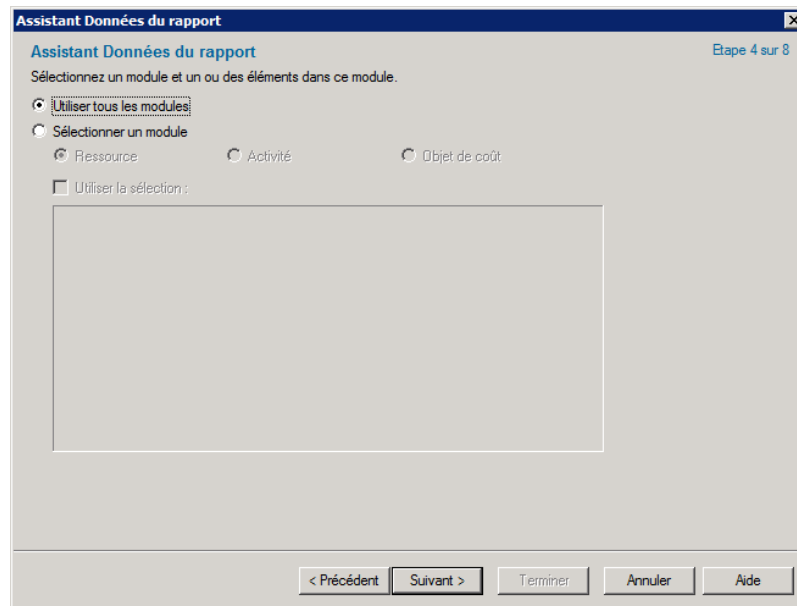 Assistant Données du rapport
Assistant Données du rapport
Etape 4 sur 8
Sélectionnez un module et un ou des éléments dans ce module.
Utiliser tous les modules
Sélectionner un module
Ressource Activité Objet de coût
Utiliser la sélection :
< Précédent Suivant > Terminer Annuler Aide